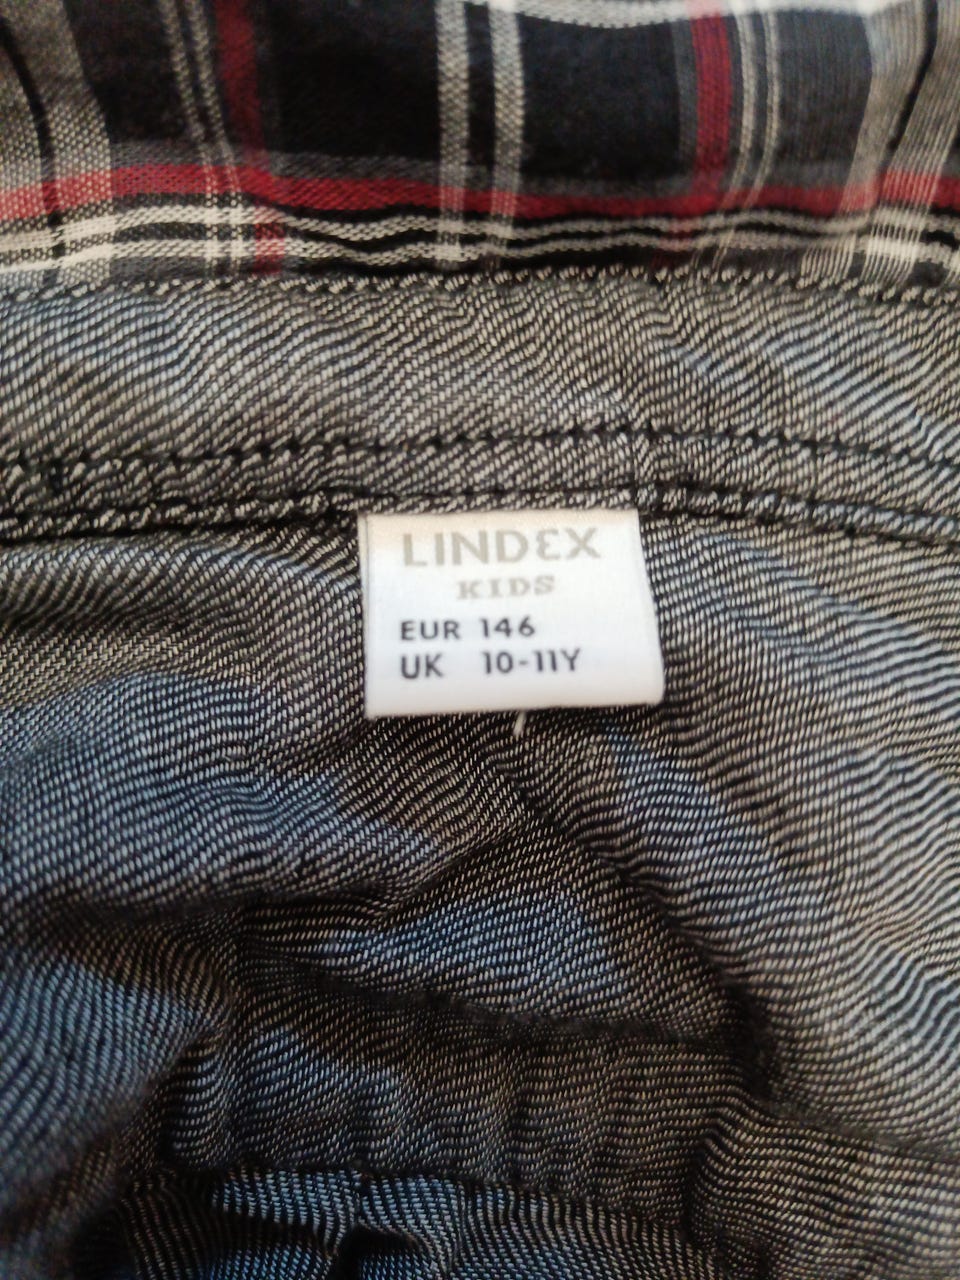 LINDEX
KIDS
EUR 146
UK 10-11Y